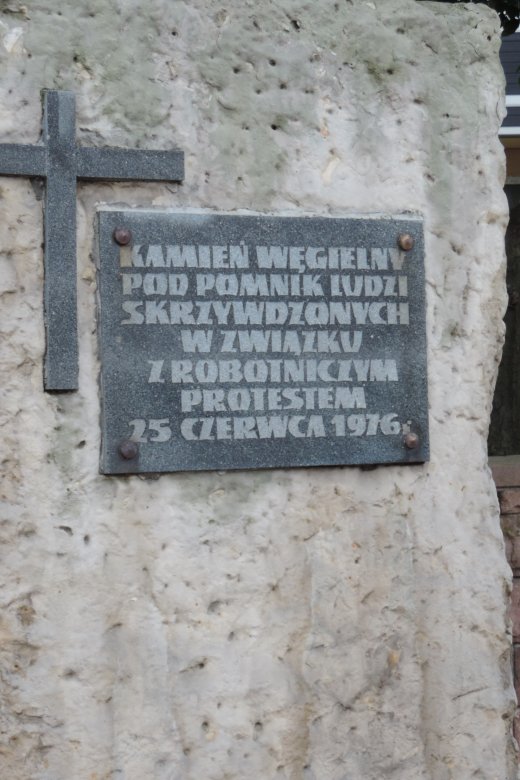 KAMIEŃ WĘGIELNY
POD POMNIK LUDZI
SKRZYWDZONYCH
W ZWIĄZKU
Z ROBOTNICZYM
PROTESTEM
25 CZERWCA 1976 r.